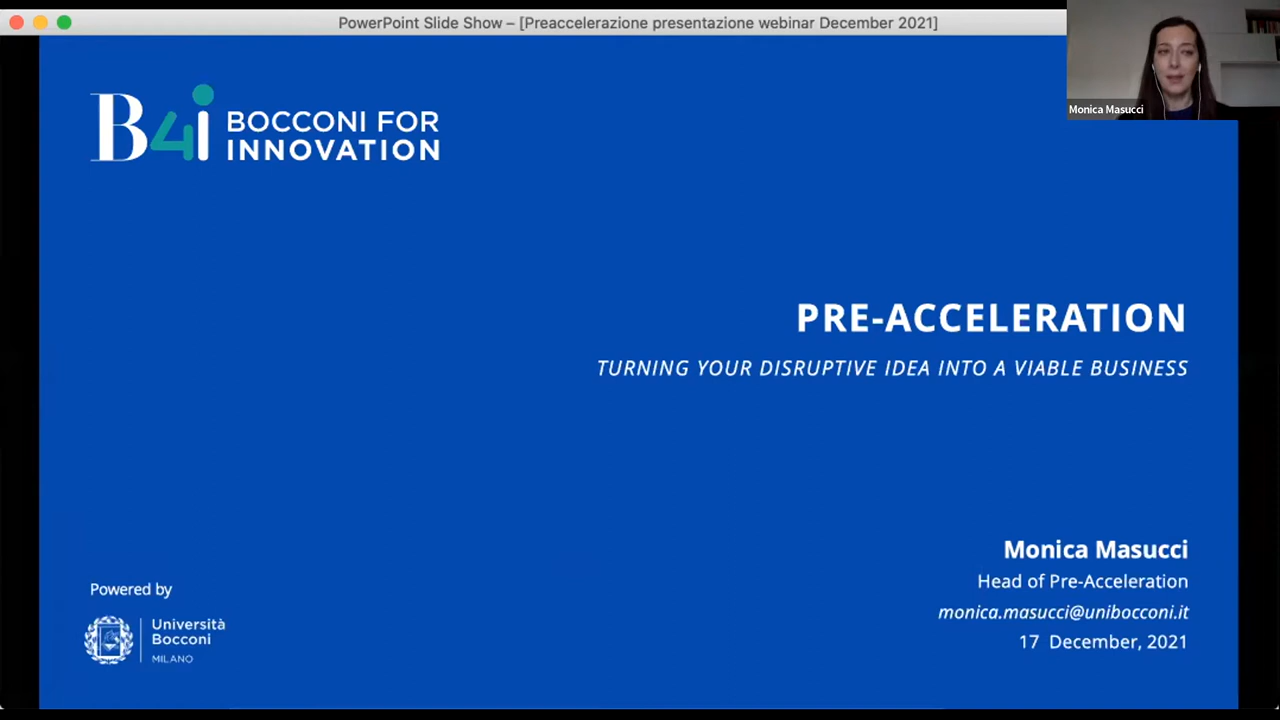 PowerPoint Slide Show – [Preaccelerazione presentazione webinar December 2021]
Monica Masucci
B4i BOCCONI FOR
INNOVATION
PRE-ACCELERATION
TURNING YOUR DISRUPTIVE IDEA INTO A VIABLE BUSINESS
Monica Masucci
Head of Pre-Acceleration
monica.masucci@unibocconi.it
17 December, 2021
Powered by
Università
Bocconi
MILANO